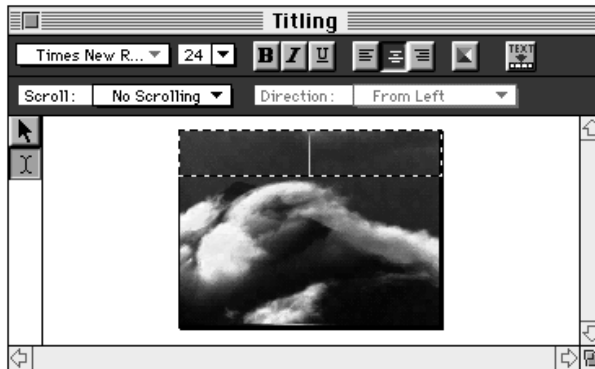 Titling
Times New R... 24 B I U TEXT
Scroll: No Scrolling Direction: From Left